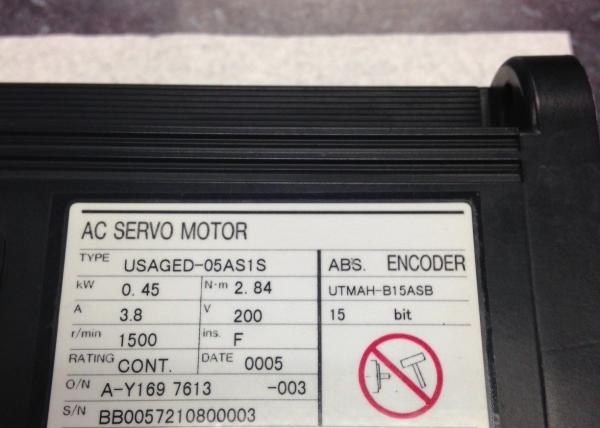 AC SERVO MOTOR
TYPE USAGED-05AS1S
kW 0.45 N·m 2.84
A 3.8 V 200
r/min 1500 ins. F
RATING CONT. DATE 0005
O/N A-Y169 7613 -003
S/N BB0057210800003
ABS. ENCODER
UTMAH-B15ASB
15 bit